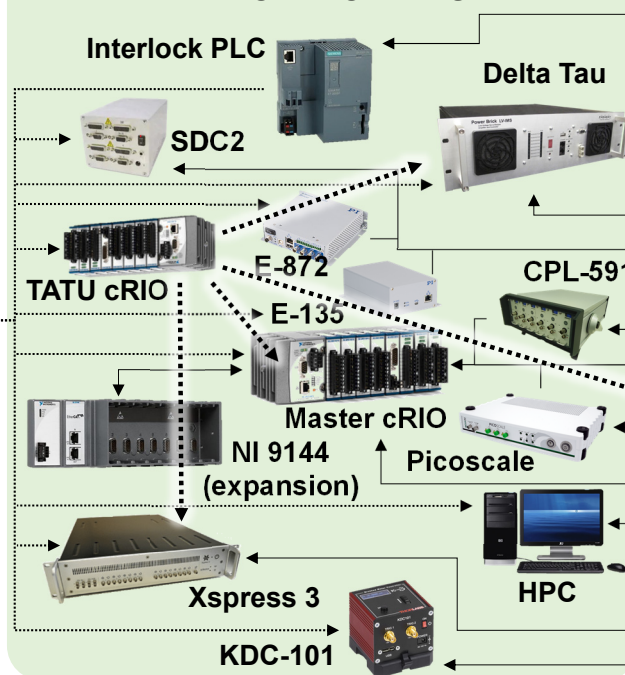 Interlock PLC
Delta Tau
SDC2
TATU cRIO
E-872
CPL-591
E-135
Master cRIO
NI 9144
(expansion)
Picoscale
Xspress 3
HPC
KDC-101